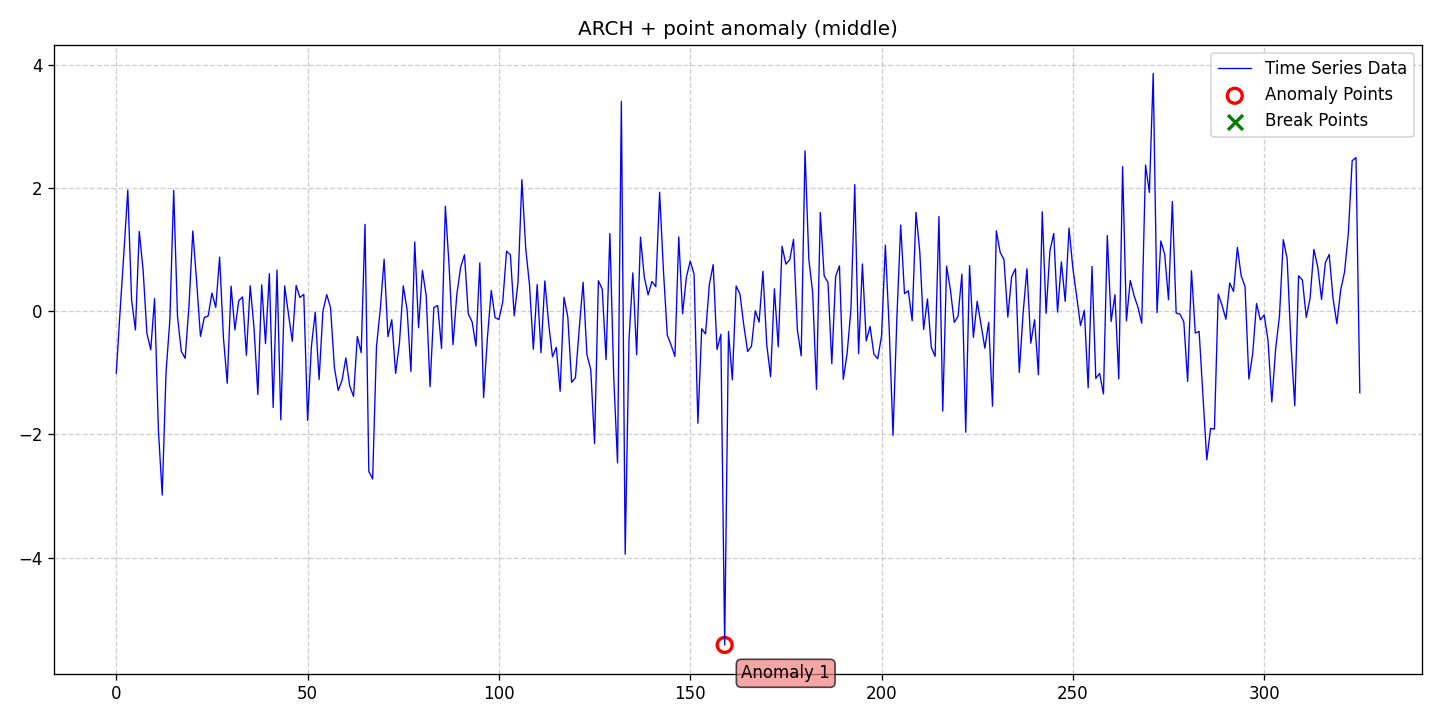 ARCH + point anomaly (middle)
Time Series Data
Anomaly Points
Break Points
4
2
0
−2
−4
Anomaly 1
0 50 100 150 200 250 300